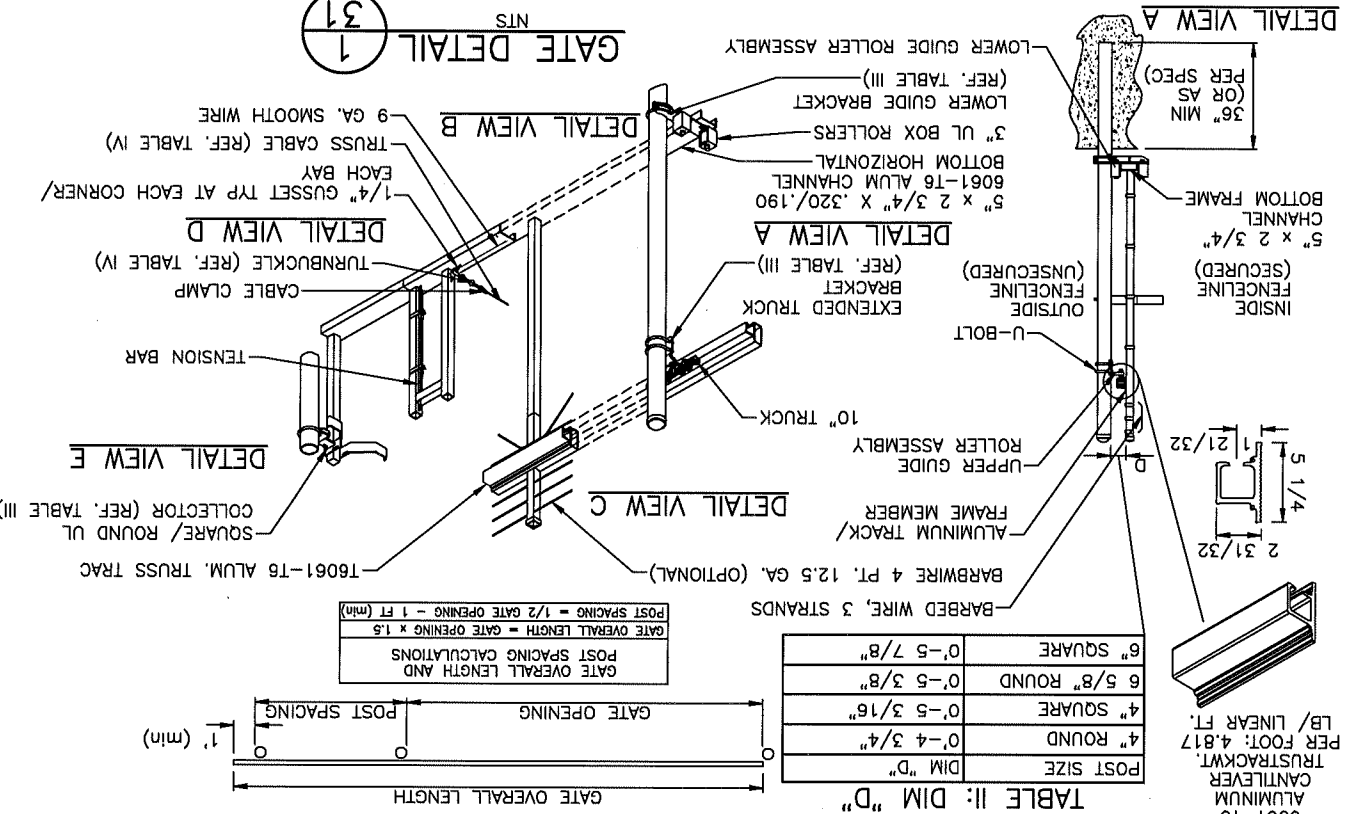 ALUMINUM
CANTILEVER
TRUSTRACKWT.
PER FOOT: 4.817
LB/ LINEAR FT.
TABLE II: DIM "D"
POST SIZE DIM "D"
4" ROUND 0'-4 3/4"
4" SQUARE 0'-5 3/16"
6 5/8" ROUND 0'-5 3/8"
6" SQUARE 0'-5 7/8"
GATE OVERALL LENGTH
1' (min)
GATE OPENING
POST SPACING
GATE OVERALL LENGTH AND
POST SPACING CALCULATIONS
GATE OVERALL LENGTH = GATE OPENING x 1.5
POST SPACING = 1/2 GATE OPENING - 1 FT (min)
2 31/32
5 1/4
1 21/32
D
BARBED WIRE, 3 STRANDS
ALUMINUM TRACK/
FRAME MEMBER
UPPER GUIDE
ROLLER ASSEMBLY
U-BOLT
INSIDE
FENCELINE
(SECURED)
OUTSIDE
FENCELINE
(UNSECURED)
5" x 2 3/4"
CHANNEL
BOTTOM FRAME
36" MIN
(OR AS
PER SPEC)
LOWER GUIDE ROLLER ASSEMBLY
DETAIL VIEW A
BARBWIRE 4 PT. 12.5 GA. (OPTIONAL)
T6061-T6 ALUM. TRUSS TRAC
DETAIL VIEW C
SQUARE/ ROUND UL
COLLECTOR (REF. TABLE III)
DETAIL VIEW E
10" TRUCK
TENSION BAR
EXTENDED TRUCK
BRACKET
(REF. TABLE III)
DETAIL VIEW A
CABLE CLAMP
TURNBUCKLE (REF. TABLE IV)
DETAIL VIEW D
5" x 2 3/4" X .320/.190
6061-T6 ALUM CHANNEL
BOTTOM HORIZONTAL
3" UL BOX ROLLERS
LOWER GUIDE BRACKET
(REF. TABLE III)
DETAIL VIEW B
1/4" GUSSET TYP AT EACH CORNER/
EACH BAY
TRUSS CABLE (REF. TABLE IV)
9 GA. SMOOTH WIRE
GATE DETAIL
NTS
1
31